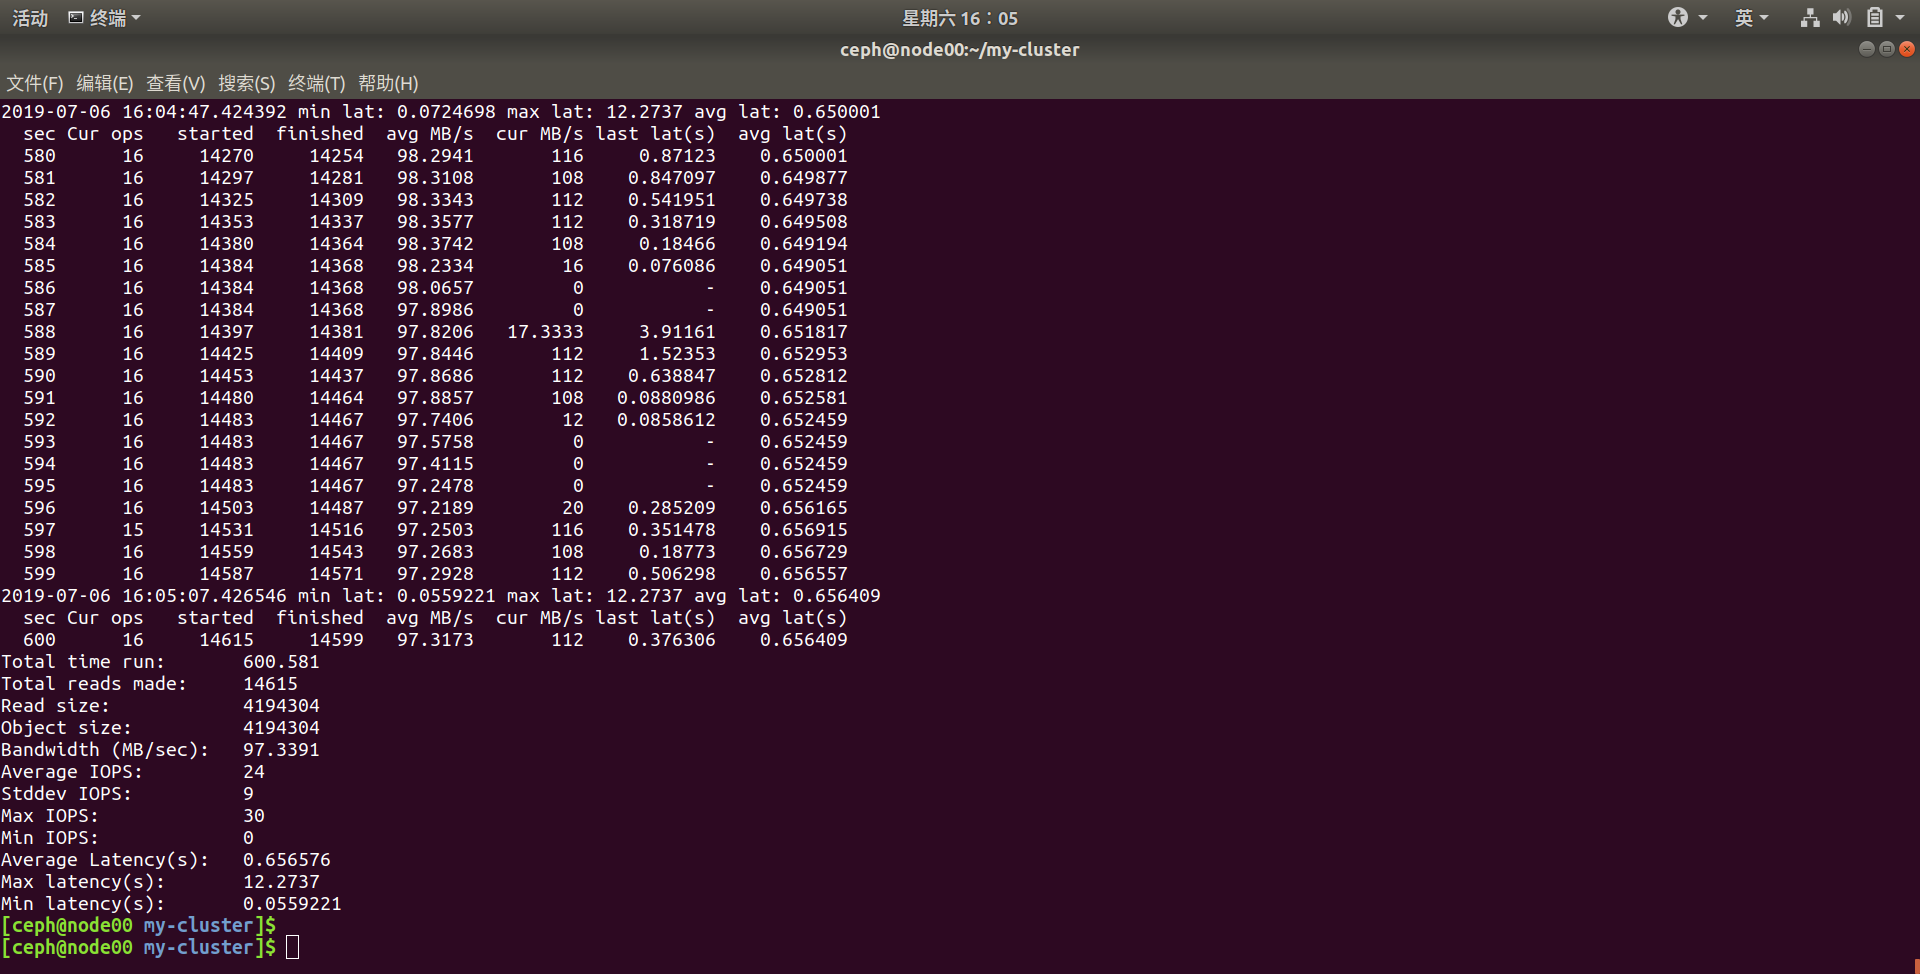 活动 终端 星期六 16：05 英
ceph@node00:~/my-cluster
文件(F) 编辑(E) 查看(V) 搜索(S) 终端(T) 帮助(H)
2019-07-06 16:04:47.424392 min lat: 0.0724698 max lat: 12.2737 avg lat: 0.650001
sec Cur ops started finished avg MB/s cur MB/s last lat(s) avg lat(s)
580 16 14270 14254 98.2941 116 0.87123 0.650001
581 16 14297 14281 98.3108 108 0.847097 0.649877
582 16 14325 14309 98.3343 112 0.541951 0.649738
583 16 14353 14337 98.3577 112 0.318719 0.649508
584 16 14380 14364 98.3742 108 0.18466 0.649194
585 16 14384 14368 98.2334 16 0.076086 0.649051
586 16 14384 14368 98.0657 0 - 0.649051
587 16 14384 14368 97.8986 0 - 0.649051
588 16 14397 14381 97.8206 17.3333 3.91161 0.651817
589 16 14425 14409 97.8446 112 1.52353 0.652953
590 16 14453 14437 97.8686 112 0.638847 0.652812
591 16 14480 14464 97.8857 108 0.0880986 0.652581
592 16 14483 14467 97.7406 12 0.0858612 0.652459
593 16 14483 14467 97.5758 0 - 0.652459
594 16 14483 14467 97.4115 0 - 0.652459
595 16 14483 14467 97.2478 0 - 0.652459
596 16 14503 14487 97.2189 20 0.285209 0.656165
597 15 14531 14516 97.2503 116 0.351478 0.656915
598 16 14559 14543 97.2683 108 0.18773 0.656729
599 16 14587 14571 97.2928 112 0.506298 0.656557
2019-07-06 16:05:07.426546 min lat: 0.0559221 max lat: 12.2737 avg lat: 0.656409
sec Cur ops started finished avg MB/s cur MB/s last lat(s) avg lat(s)
600 16 14615 14599 97.3173 112 0.376306 0.656409
Total time run: 600.581
Total reads made: 14615
Read size: 4194304
Object size: 4194304
Bandwidth (MB/sec): 97.3391
Average IOPS: 24
Stddev IOPS: 9
Max IOPS: 30
Min IOPS: 0
Average Latency(s): 0.656576
Max latency(s): 12.2737
Min latency(s): 0.0559221
[ceph@node00 my-cluster]$
[ceph@node00 my-cluster]$